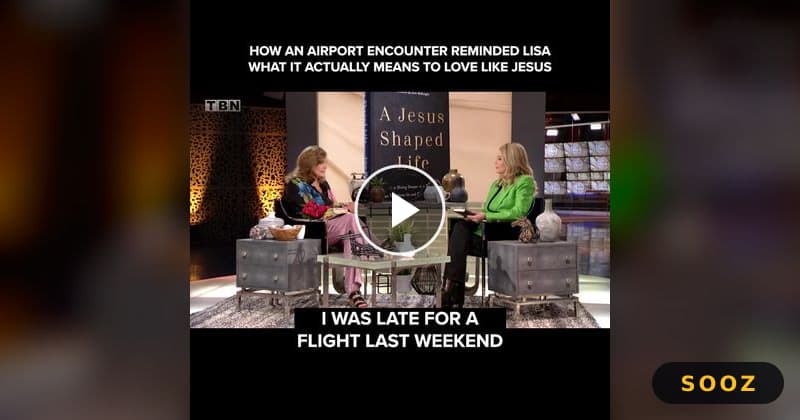 HOW AN AIRPORT ENCOUNTER REMINDED LISA
WHAT IT ACTUALLY MEANS TO LOVE LIKE JESUS
TBN
A Jesus
Shaped
Life
I WAS LATE FOR A
FLIGHT LAST WEEKEND
SOOZ